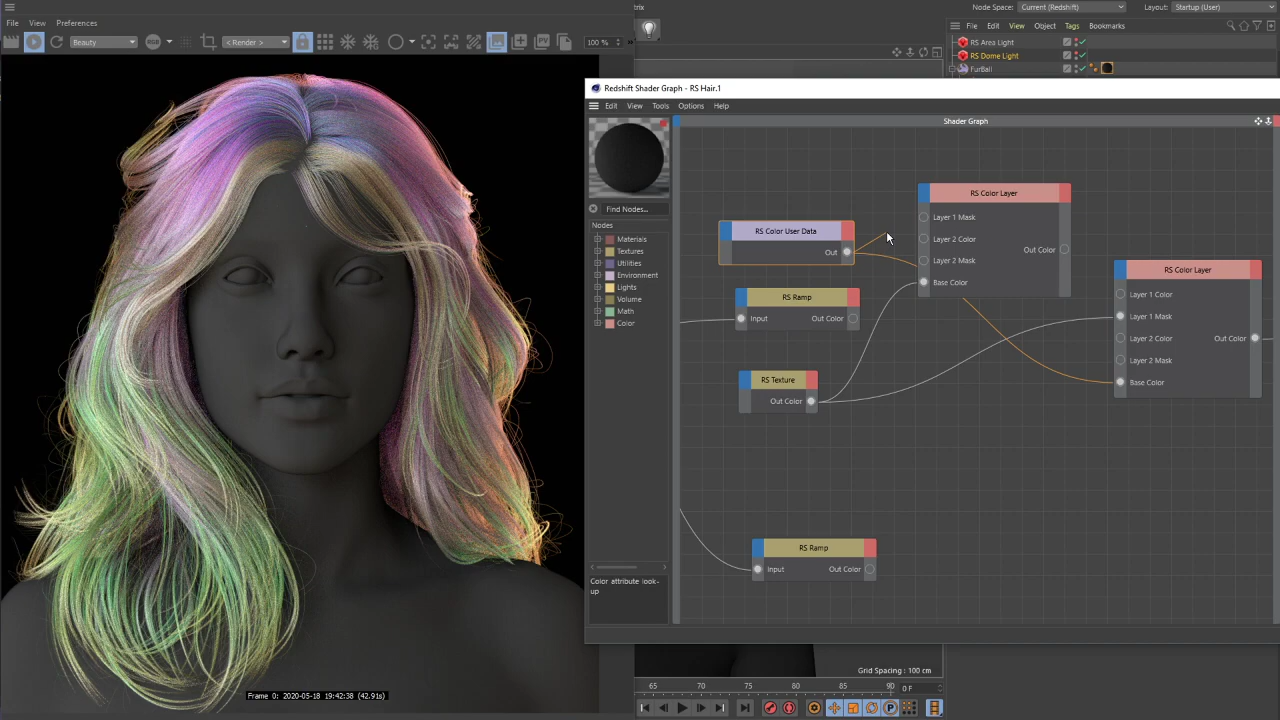 File View Preferences
Beauty
RGB
< Render >
100 %
trix
Node Space: Current (Redshift)
Layout: Startup (User)
File Edit View Object Tags Bookmarks
RS Area Light
RS Dome Light
FurBall
Redshift Shader Graph - RS Hair.1
Edit View Tools Options Help
Shader Graph
Find Nodes...
Nodes
Materials
Textures
Utilities
Environment
Lights
Volume
Math
Color
Color attribute look-
up
RS Color User Data
Out
RS Ramp
Input Out Color
RS Texture
Out Color
RS Ramp
Input Out Color
RS Color Layer
Layer 1 Mask
Layer 2 Color
Out Color
Layer 2 Mask
Base Color
RS Color Layer
Layer 1 Color
Layer 1 Mask
Layer 2 Color Out Color
Layer 2 Mask
Base Color
Frame 0: 2020-05-18 19:42:38 (42.91s)
Grid Spacing : 100 cm
65 70 75 80 85 90
0 F
P